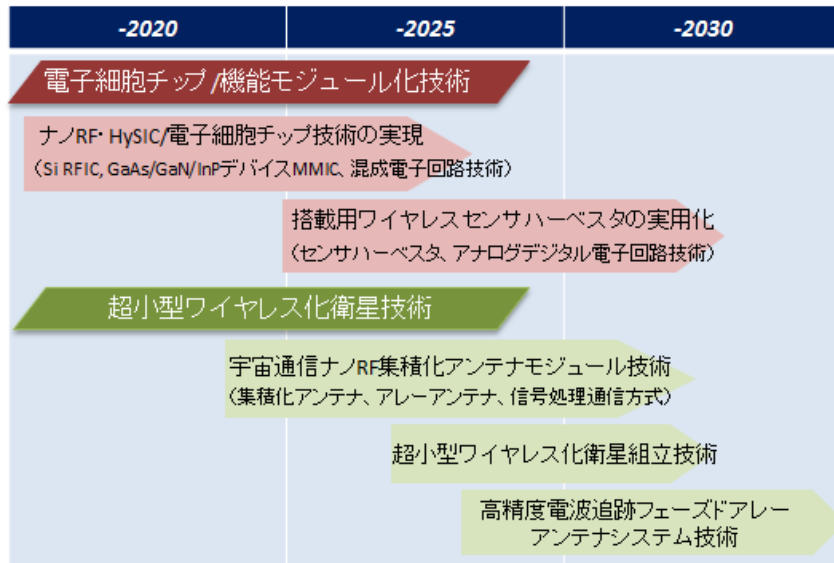 -2020
-2025
-2030
電子細胞チップ/機能モジュール化技術
ナノRF・HySIC/電子細胞チップ技術の実現
（Si RFIC, GaAs/GaN/InPデバイスMMIC、混成電子回路技術）
搭載用ワイヤレスセンサハーベスタの実用化
（センサハーベスタ、アナログデジタル電子回路技術）
超小型ワイヤレス化衛星技術
宇宙通信ナノRF集積化アンテナモジュール技術
（集積化アンテナ、アレーアンテナ、信号処理通信方式）
超小型ワイヤレス化衛星組立技術
高精度電波追跡フェーズドアレー
アンテナシステム技術